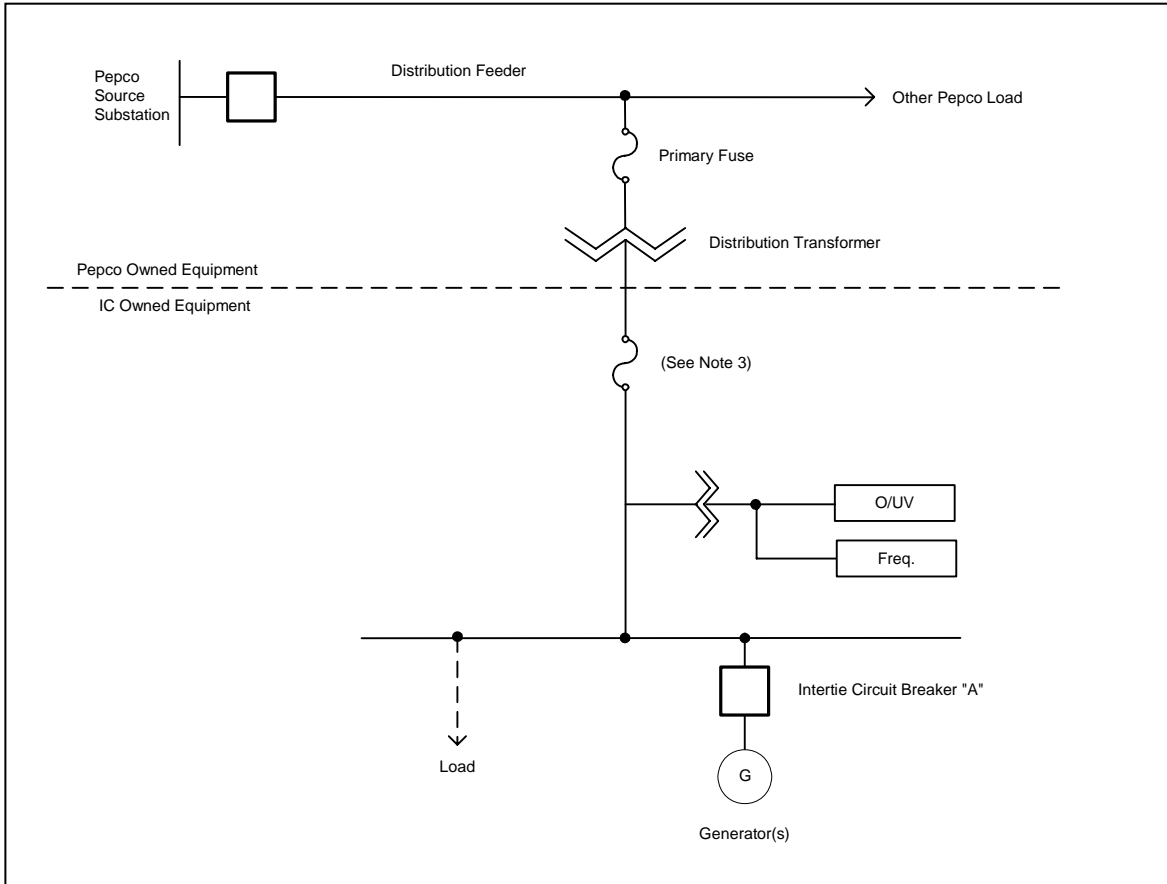 Pepco
Source
Substation
Distribution Feeder
Other Pepco Load
Primary Fuse
Distribution Transformer
Pepco Owned Equipment
IC Owned Equipment
(See Note 3)
O/UV
Freq.
Intertie Circuit Breaker "A"
Load
G
Generator(s)